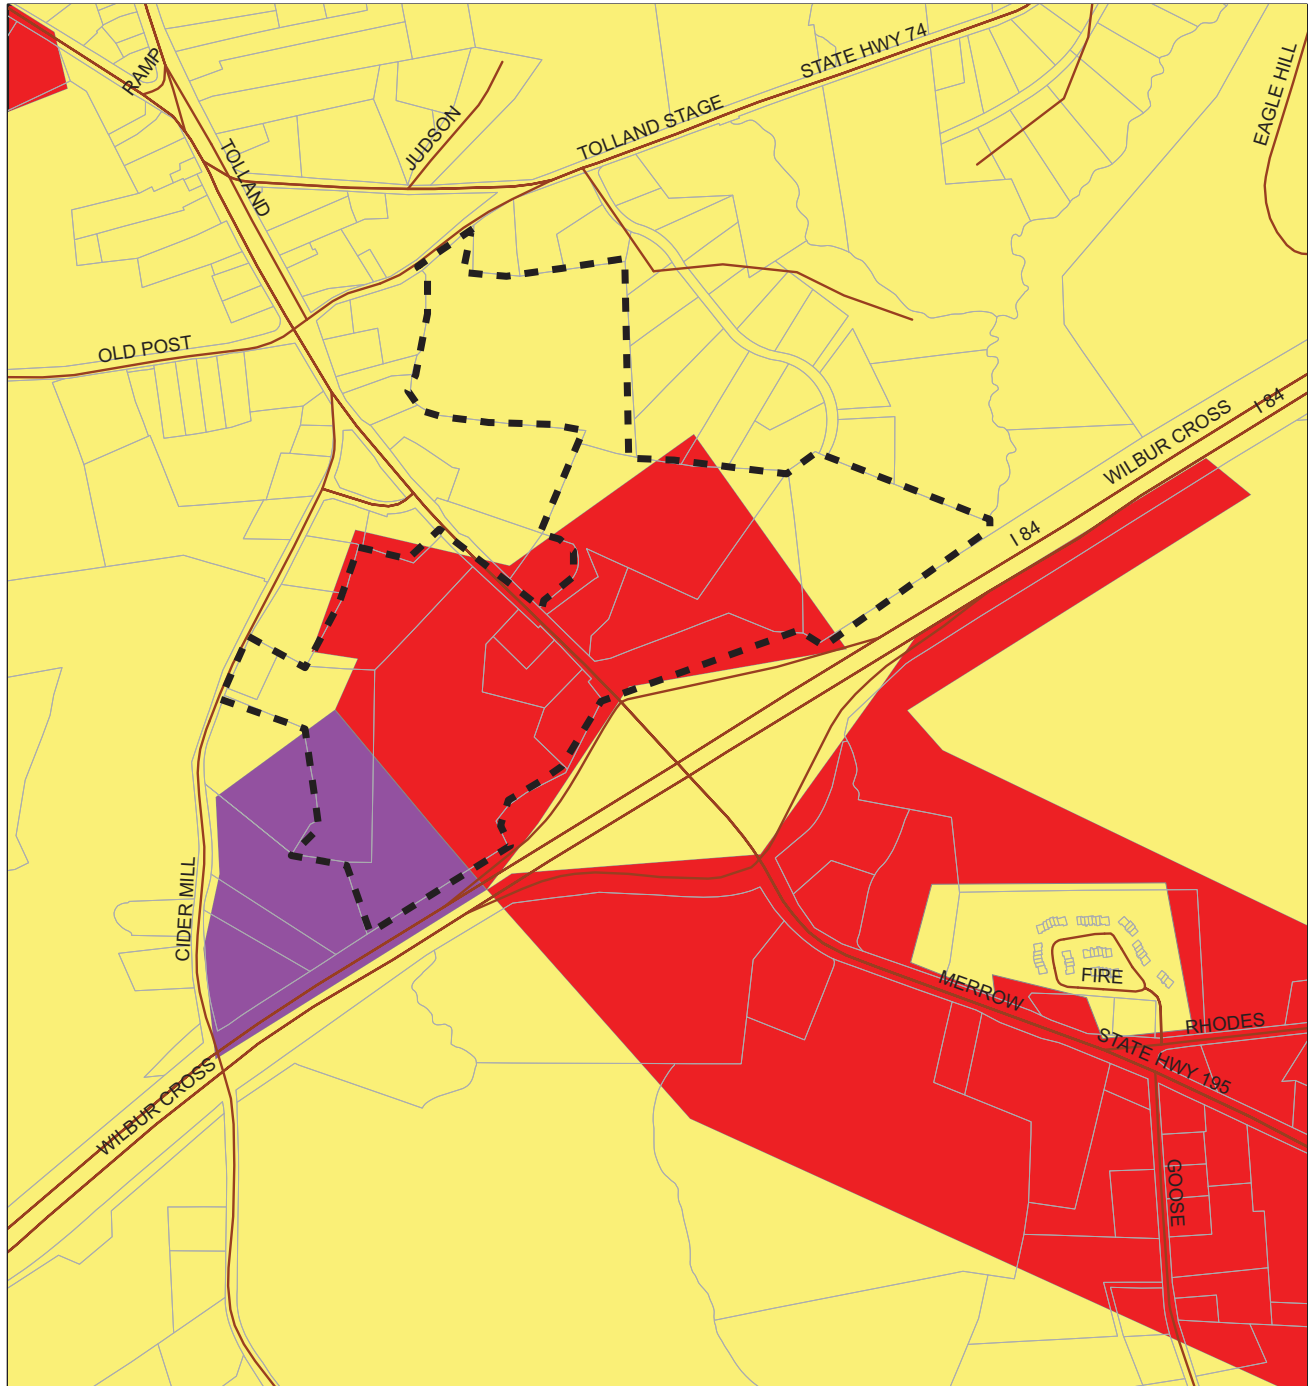 STATE HWY 74
RAMP
EAGLE HILL
JUDSON
TOLLAND STAGE
TOLLAND
OLD POST
I 84
WILBUR CROSS
I 84
CIDER MILL
FIRE
MERROW
RHODES
STATE HWY 195
WILBUR CROSS
GOOSE